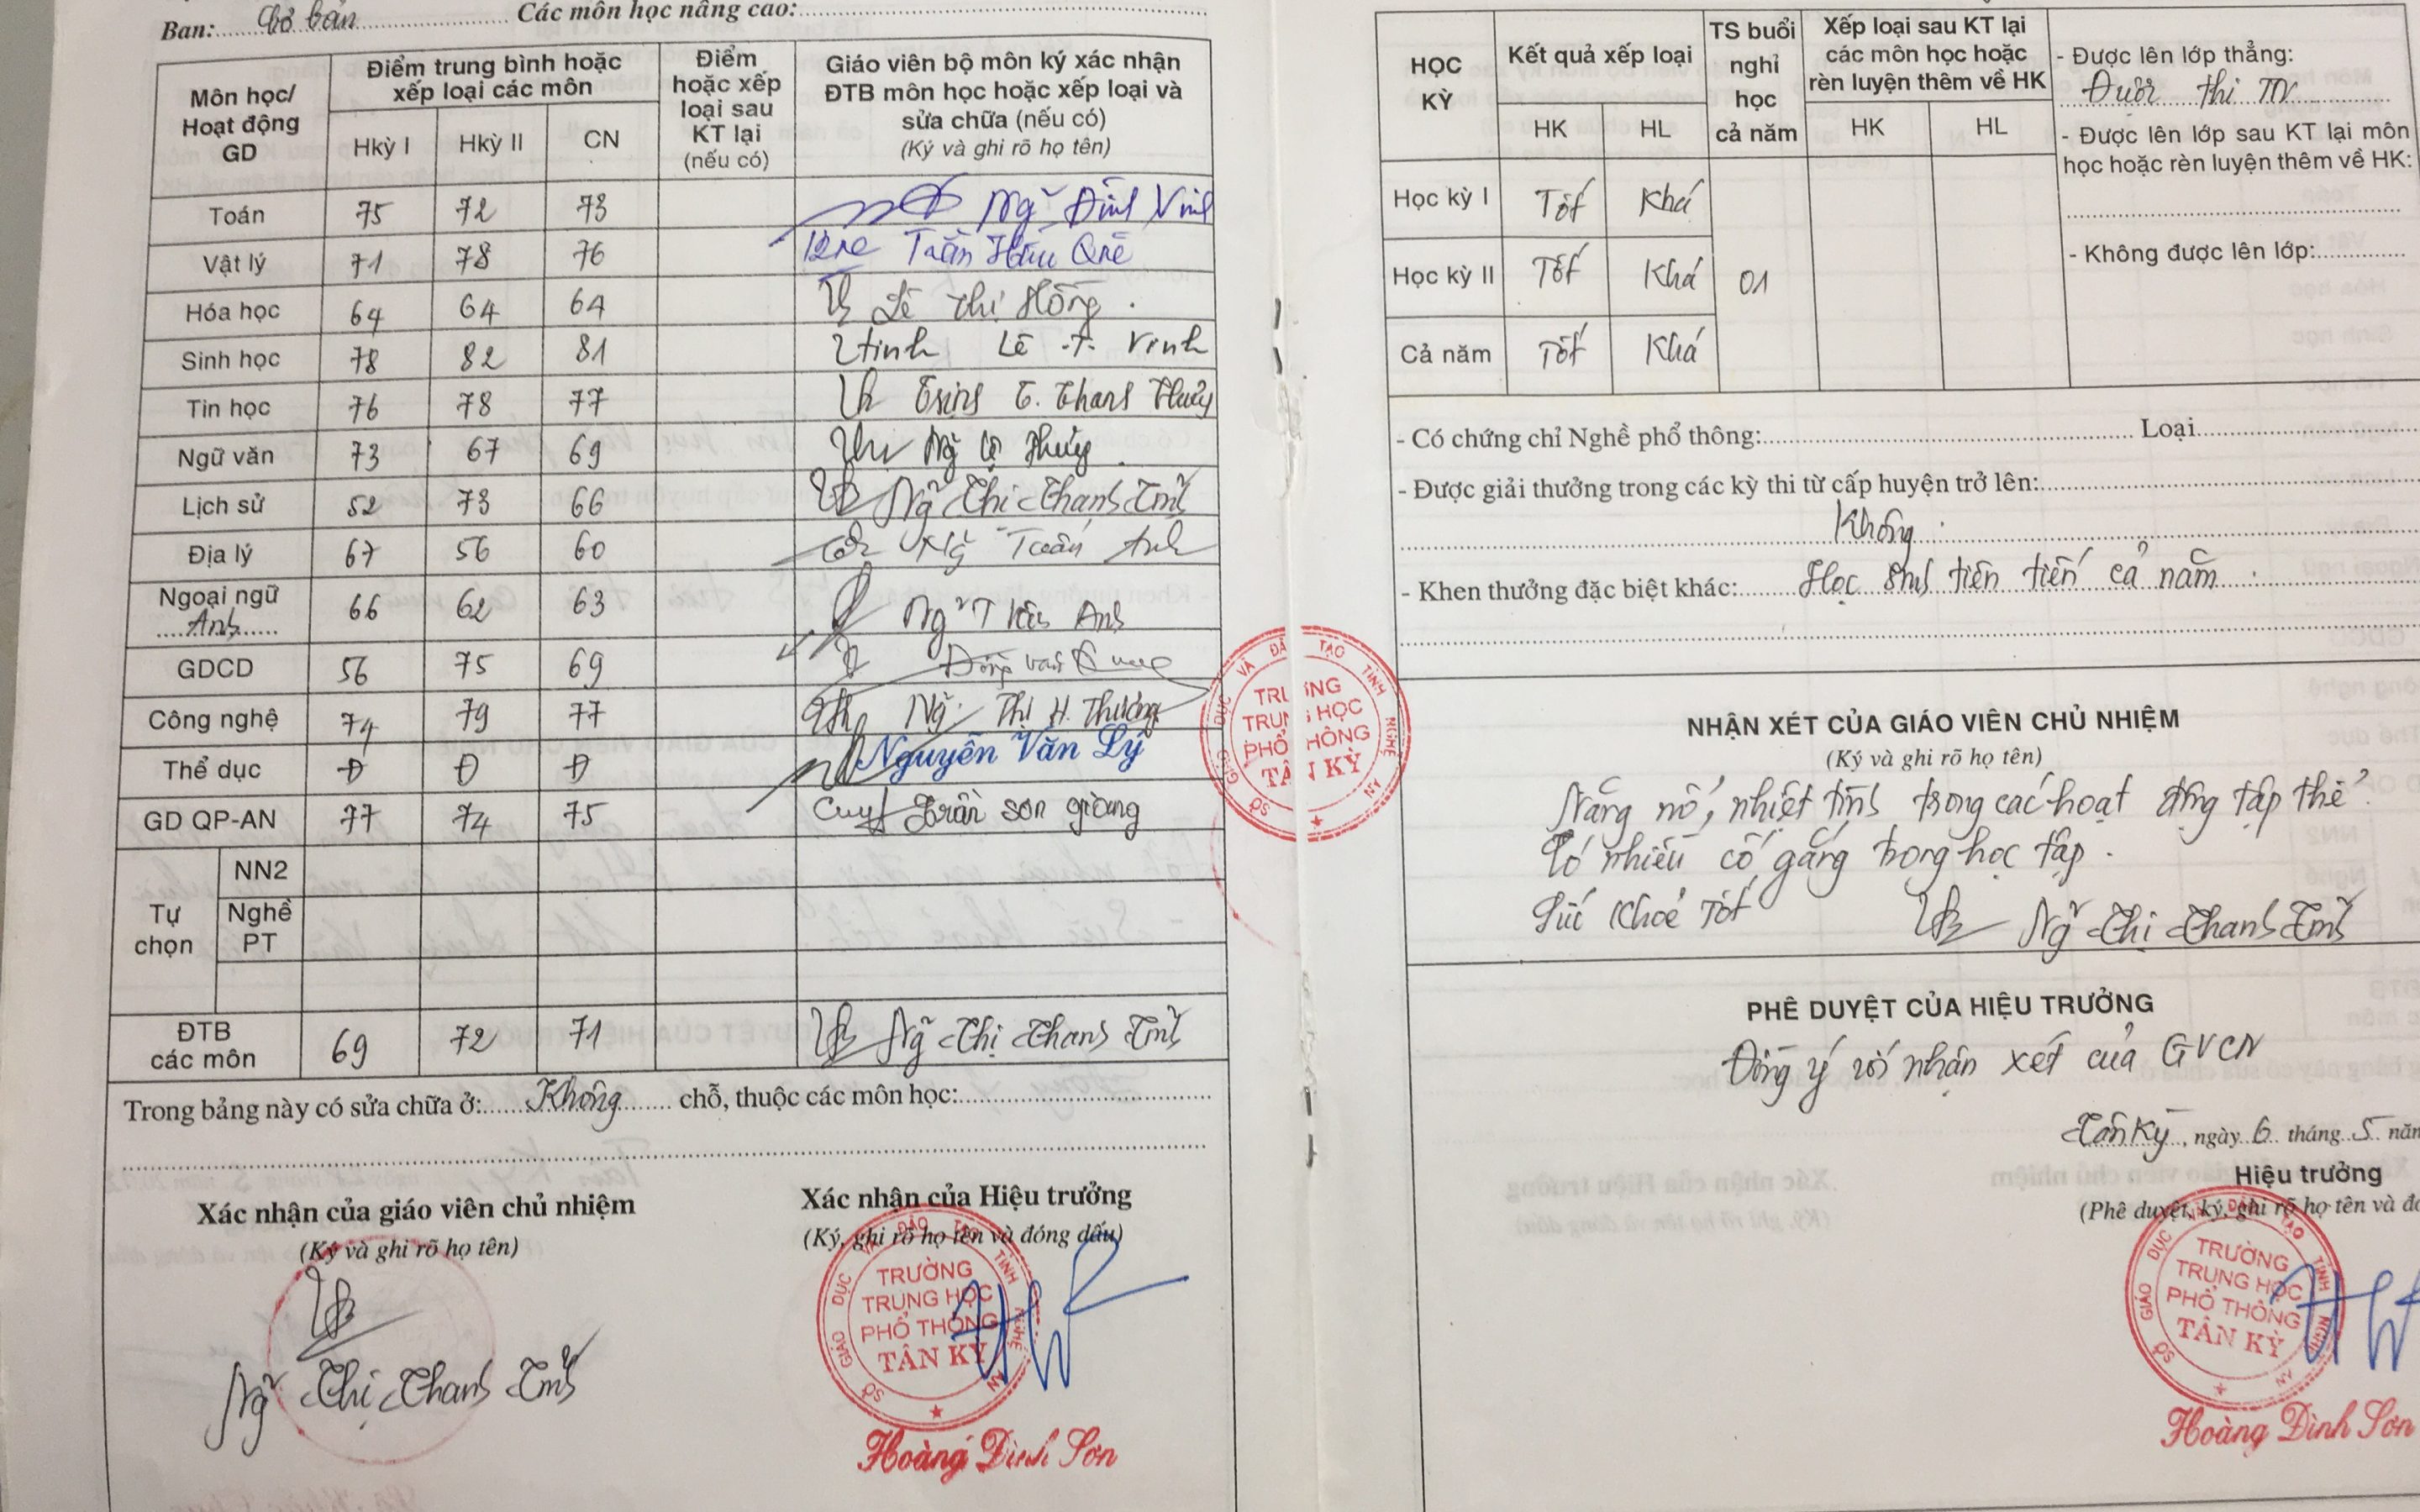 Ban: Cơ bản Các môn học nâng cao:
Môn học/ Hoạt động GD
Điểm trung bình hoặc xếp loại các môn
Hkỳ I Hkỳ II CN
Điểm hoặc xếp loại sau KT lại (nếu có)
Giáo viên bộ môn ký xác nhận ĐTB môn học hoặc xếp loại và sửa chữa (nếu có)
(Ký và ghi rõ họ tên)
Toán 75 72 73 Ng~ Đình Vinh
Vật lý 71 78 76 Trần Hữu Quê
Hóa học 64 64 64 Lê Thị Hồng
Sinh học 78 82 81 Lê T. Vinh
Tin học 76 78 77 Trịnh T. Thanh Thủy
Ngữ văn 73 67 69 Thủy
Lịch sử 52 73 66 Ng~ Thị Thanh
Địa lý 67 56 60 Tuấn Anh
Ngoại ngữ Anh 66 62 63 Anh
GDCD 56 75 69
Công nghệ 74 79 77 Ng~ Thị H. Thương
Thể dục Đ Đ Đ Nguyễn Văn Lý
GD QP-AN 77 74 75 Trần Sơn
Tự chọn
NN2
Nghề PT
ĐTB các môn 69 72 71 Ng~ Thị Thanh
Trong bảng này có sửa chữa ở: Không chỗ, thuộc các môn học:
Xác nhận của giáo viên chủ nhiệm
(Ký và ghi rõ họ tên)
Ng~ Thị Thanh
Xác nhận của Hiệu trưởng
(Ký, ghi rõ họ tên và đóng dấu)
SỞ GIÁO DỤC VÀ ĐÀO TẠO TỈNH NGHỆ AN
TRƯỜNG
TRUNG HỌC
PHỔ THÔNG
TÂN KỲ
Hoàng Đình Sơn
HỌC KỲ
Kết quả xếp loại
HK HL
TS buổi nghỉ học cả năm
Xếp loại sau KT lại các môn học hoặc rèn luyện thêm về HK
HK HL
Học kỳ I Tốt Khá
Học kỳ II Tốt Khá 01
Cả năm Tốt Khá
- Được lên lớp thẳng:
Được thi TN
- Được lên lớp sau KT lại môn
học hoặc rèn luyện thêm về HK:
- Không được lên lớp:
- Có chứng chỉ Nghề phổ thông: Loại
- Được giải thưởng trong các kỳ thi từ cấp huyện trở lên:
Không
- Khen thưởng đặc biệt khác: Học sinh tiên tiến cả năm.
SỞ GIÁO DỤC VÀ ĐÀO TẠO TỈNH NGHỆ AN
TRƯỜNG
TRUNG HỌC
PHỔ THÔNG
TÂN KỲ
NHẬN XÉT CỦA GIÁO VIÊN CHỦ NHIỆM
(Ký và ghi rõ họ tên)
Năng nổ, nhiệt tình trong các hoạt động tập thể.
Có nhiều cố gắng trong học tập.
Sức khoẻ Tốt
Ng~ Thị Thanh
PHÊ DUYỆT CỦA HIỆU TRƯỞNG
Đồng ý với nhận xét của GVCN
Tân Kỳ, ngày 6 tháng 5 năm
Hiệu trưởng
(Phê duyệt, ký, ghi rõ họ tên và đó
SỞ GIÁO DỤC VÀ ĐÀO TẠO TỈNH NGHỆ AN
TRƯỜNG
TRUNG HỌC
PHỔ THÔNG
TÂN KỲ
Hoàng Đình Sơn